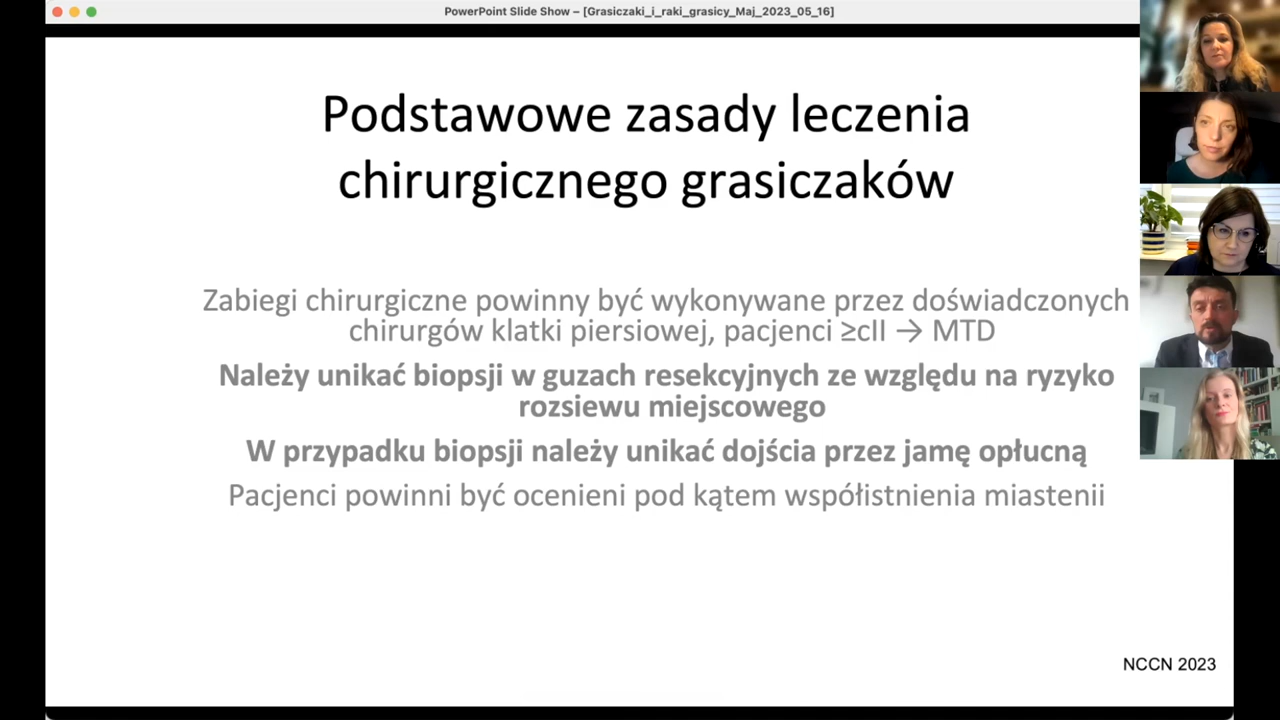 PowerPoint Slide Show – [Grasiczaki_i_raki_grasicy_Maj_2023_05_16]
Podstawowe zasady leczenia
chirurgicznego grasiczaków
Zabiegi chirurgiczne powinny być wykonywane przez doświadczonych
chirurgów klatki piersiowej, pacjenci ≥cII → MTD
Należy unikać biopsji w guzach resekcyjnych ze względu na ryzyko
rozsiewu miejscowego
W przypadku biopsji należy unikać dojścia przez jamę opłucną
Pacjenci powinni być ocenieni pod kątem współistnienia miastenii
NCCN 2023